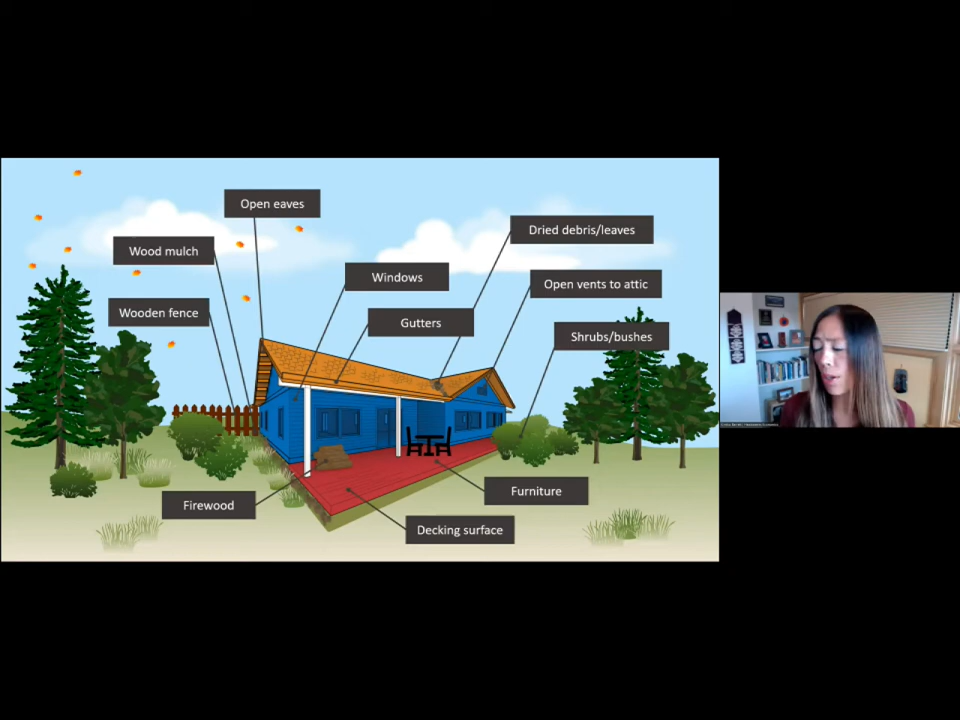 Open eaves
Dried debris/leaves
Wood mulch
Windows
Open vents to attic
Wooden fence
Gutters
Shrubs/bushes
Firewood
Furniture
Decking surface